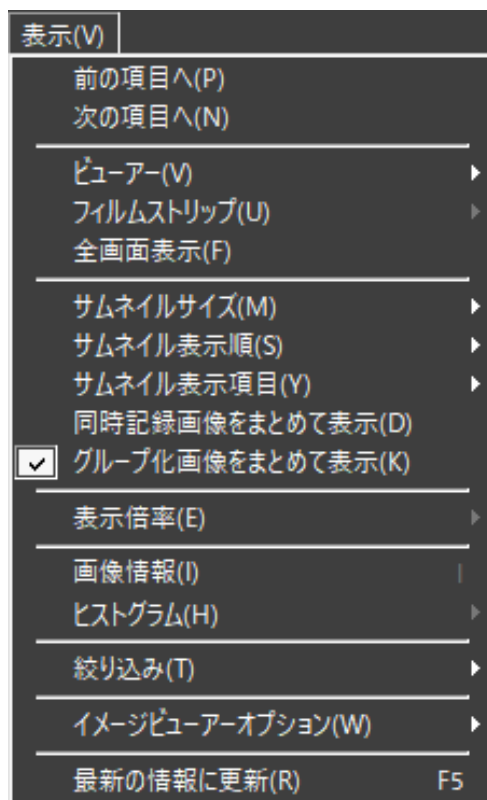 表示(V)
前の項目へ(P)
次の項目へ(N)
ビューアー(V)
フィルムストリップ(U)
全画面表示(F)
サムネイルサイズ(M)
サムネイル表示順(S)
サムネイル表示項目(Y)
同時記録画像をまとめて表示(D)
グループ化画像をまとめて表示(K)
表示倍率(E)
画像情報(I) I
ヒストグラム(H)
絞り込み(T)
イメージビューアーオプション(W)
最新の情報に更新(R) F5